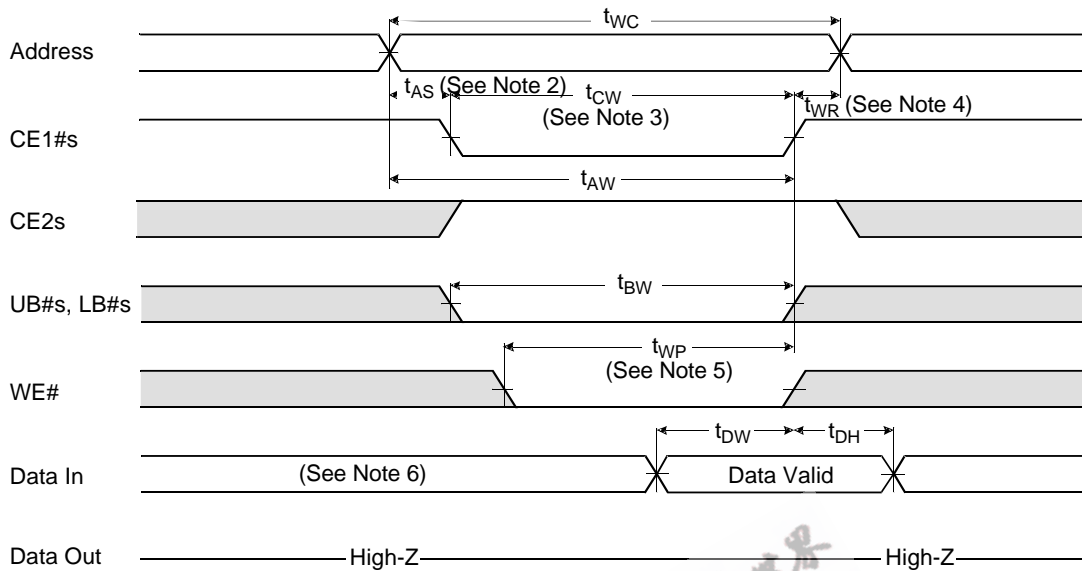 tWC
Address
tAS (See Note 2)
tCW
(See Note 3)
tWR (See Note 4)
CE1#s
tAW
CE2s
tBW
UB#s, LB#s
tWP
(See Note 5)
WE#
tDW
tDH
Data In
(See Note 6)
Data Valid
Data Out
High-Z
High-Z